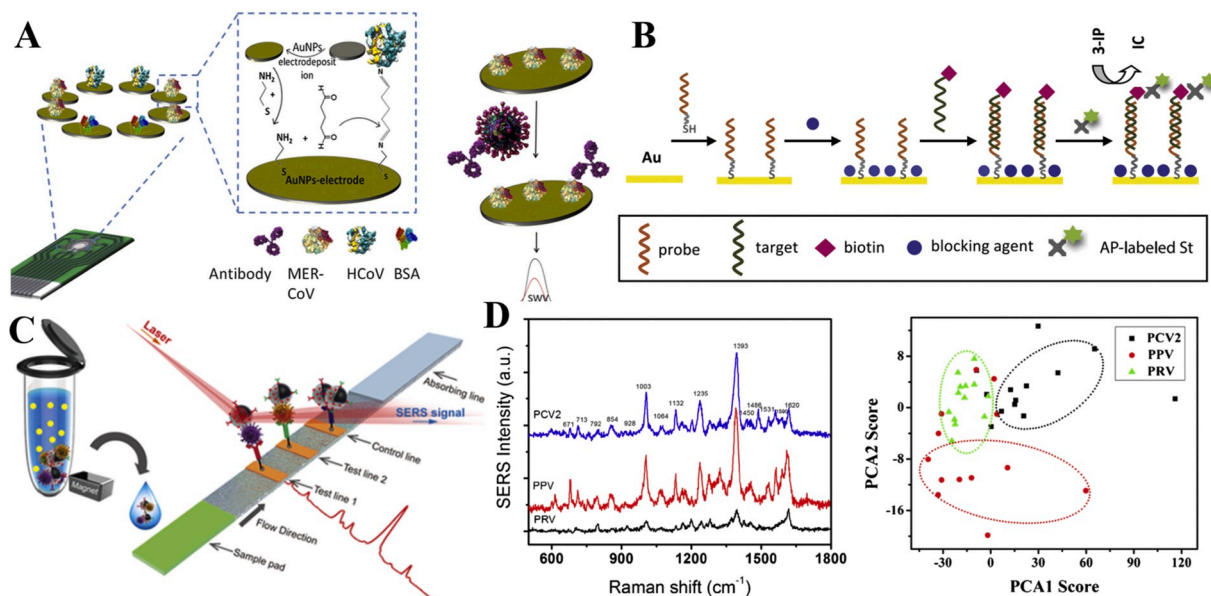 A
AuNPs
electrodeposit
ion
NH2
+
S
O
H
H
O
N
N
NH2
+
S
S
AuNPs-electrode
Antibody
MER-
CoV
HCoV
BSA
SWV
B
3-IP
IC
SH
Au
S
S
S
S
S
S
S
S
probe
target
biotin
blocking agent
AP-labeled St
C
Laser
Absorbing line
SERS signal
Control line
Test line 2
Test line 1
Magnet
Flow Direction
Sample pad
D
SERS Intensity (a.u.)
PCV2
PPV
PRV
671
713
792
854
928
1003
1064
1132
1235
1393
1450
1486
1531
1590
1620
600
900
1200
1500
1800
Raman shift (cm-1)
PCV2
PPV
PRV
PCA2 Score
8
0
-8
-16
-30
0
30
60
90
120
PCA1 Score